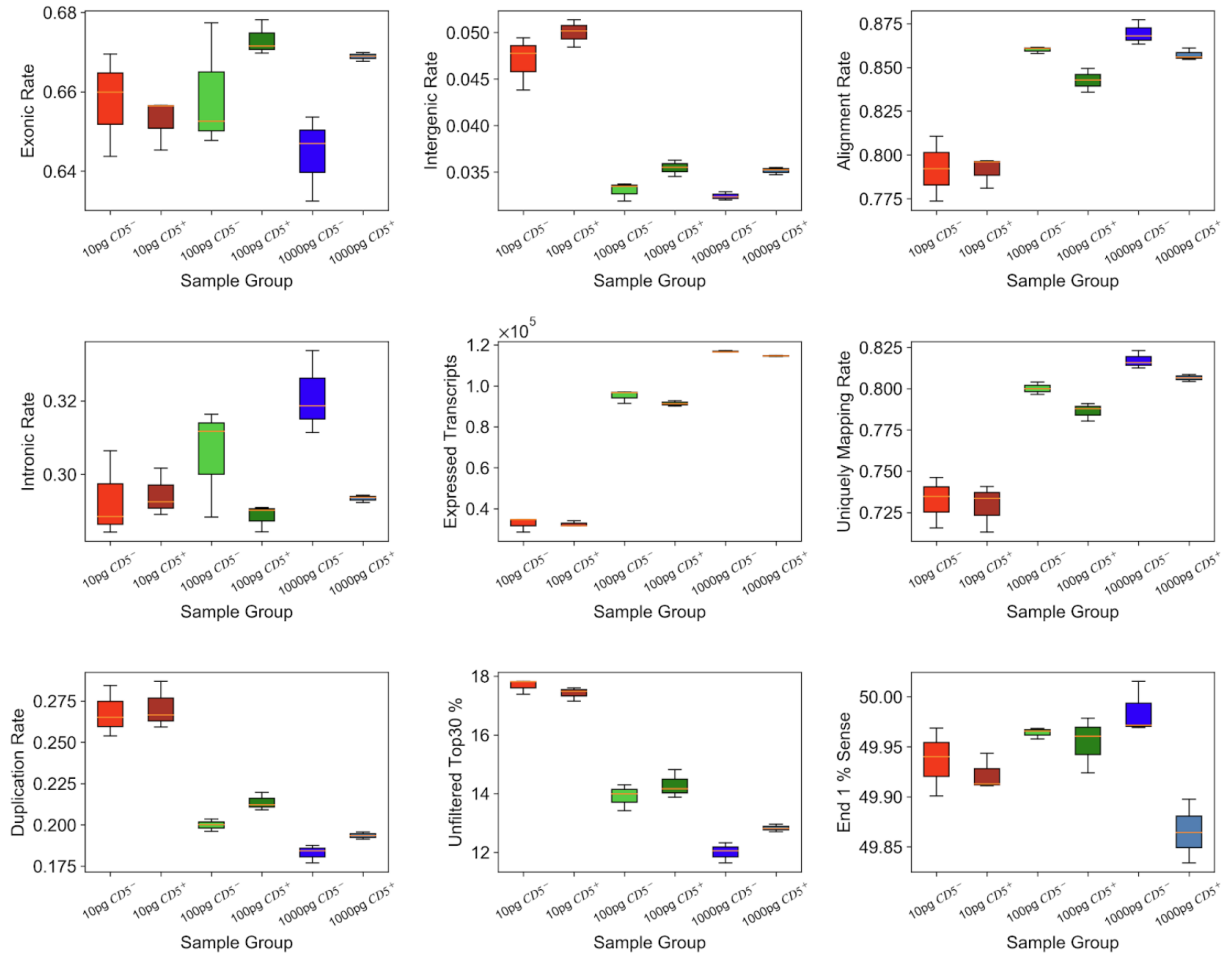 Exonic Rate
0.68
0.66
0.64
10pg CD5⁻
10pg CD5⁺
100pg CD5⁻
100pg CD5⁺
1000pg CD5⁻
1000pg CD5⁺
Sample Group
Intergenic Rate
0.050
0.045
0.040
0.035
10pg CD5⁻
10pg CD5⁺
100pg CD5⁻
100pg CD5⁺
1000pg CD5⁻
1000pg CD5⁺
Sample Group
Alignment Rate
0.875
0.850
0.825
0.800
0.775
10pg CD5⁻
10pg CD5⁺
100pg CD5⁻
100pg CD5⁺
1000pg CD5⁻
1000pg CD5⁺
Sample Group
Intronic Rate
0.32
0.30
10pg CD5⁻
10pg CD5⁺
100pg CD5⁻
100pg CD5⁺
1000pg CD5⁻
1000pg CD5⁺
Sample Group
Expressed Transcripts
×10⁵
1.2
1.0
0.8
0.6
0.4
10pg CD5⁻
10pg CD5⁺
100pg CD5⁻
100pg CD5⁺
1000pg CD5⁻
1000pg CD5⁺
Sample Group
Uniquely Mapping Rate
0.825
0.800
0.775
0.750
0.725
10pg CD5⁻
10pg CD5⁺
100pg CD5⁻
100pg CD5⁺
1000pg CD5⁻
1000pg CD5⁺
Sample Group
Duplication Rate
0.275
0.250
0.225
0.200
0.175
10pg CD5⁻
10pg CD5⁺
100pg CD5⁻
100pg CD5⁺
1000pg CD5⁻
1000pg CD5⁺
Sample Group
Unfiltered Top30 %
18
16
14
12
10pg CD5⁻
10pg CD5⁺
100pg CD5⁻
100pg CD5⁺
1000pg CD5⁻
1000pg CD5⁺
Sample Group
End 1 % Sense
50.00
49.95
49.90
49.85
10pg CD5⁻
10pg CD5⁺
100pg CD5⁻
100pg CD5⁺
1000pg CD5⁻
1000pg CD5⁺
Sample Group